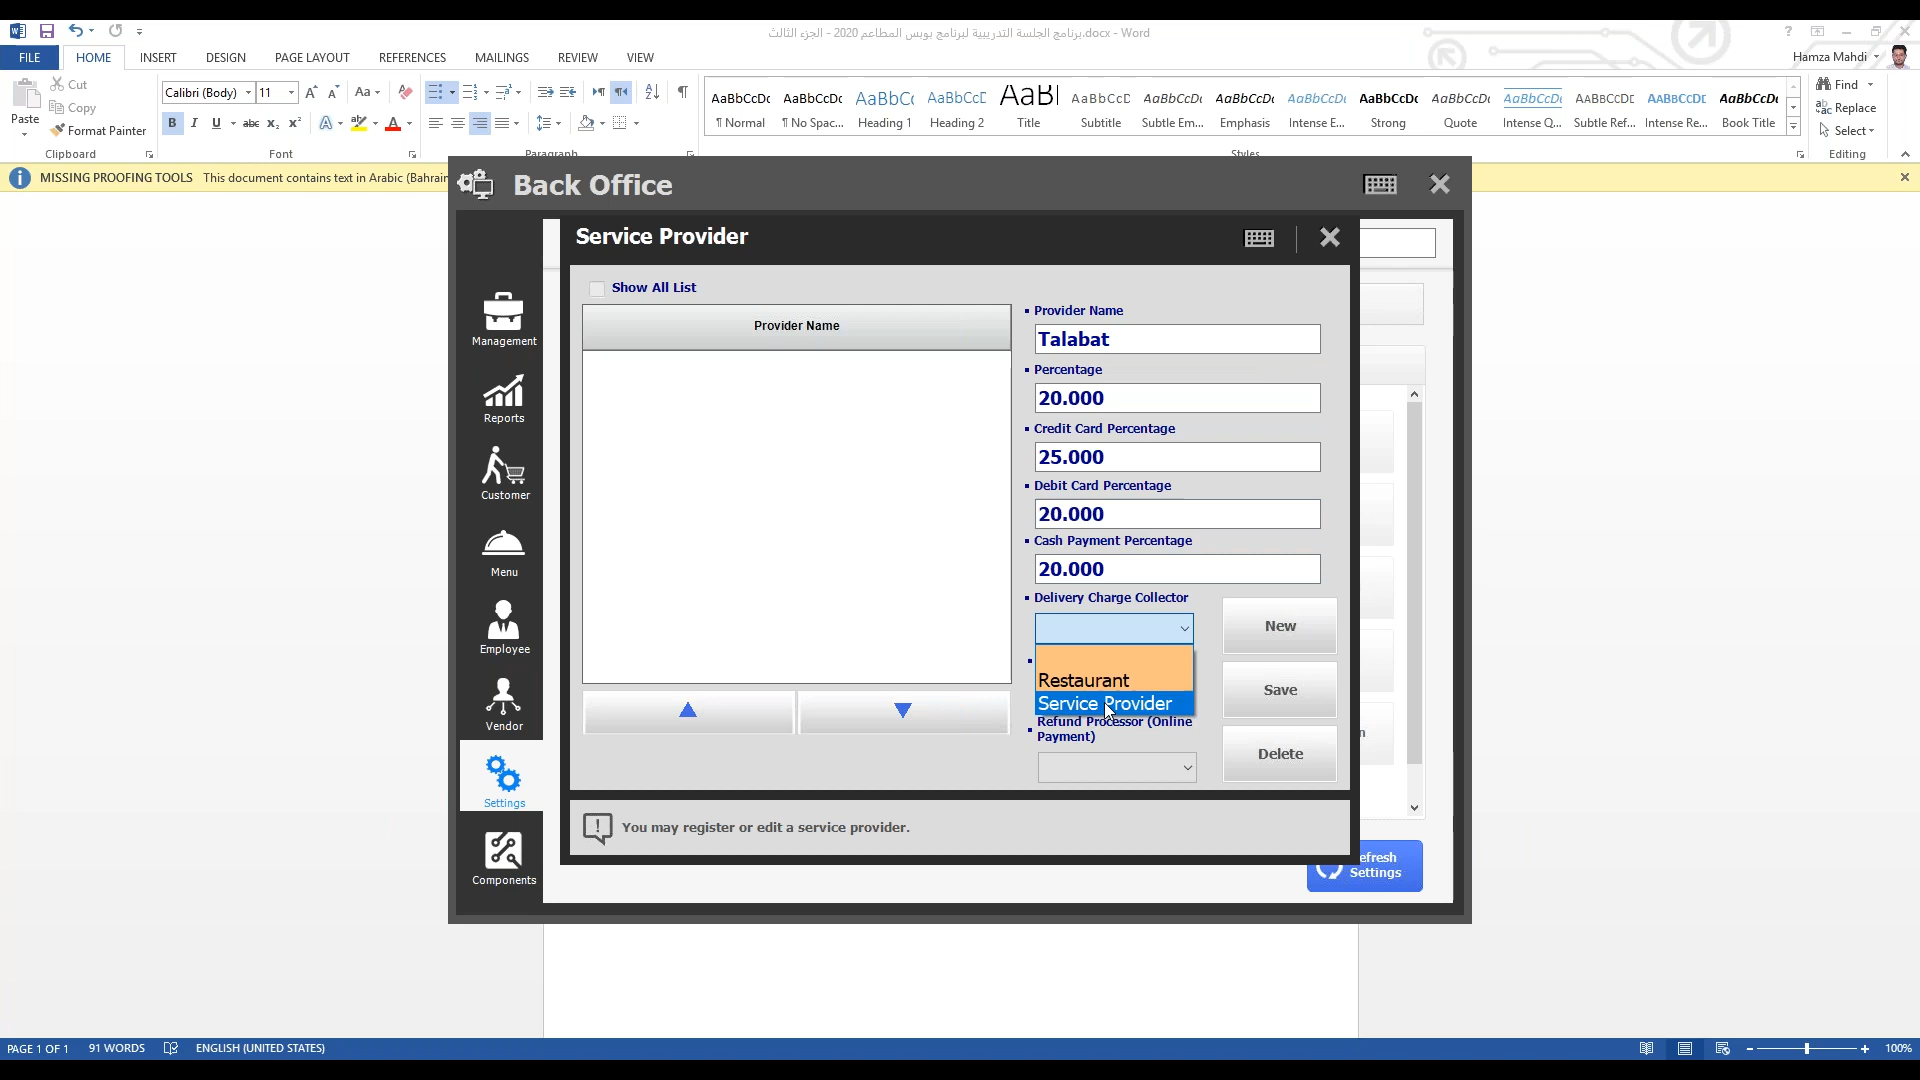 برنامج الجلسة التدريبية لبرنامج بوبس المطاعم 2020 - الجزء الثالث.docx - Word
FILE HOME INSERT DESIGN PAGE LAYOUT REFERENCES MAILINGS REVIEW VIEW
Hamza Mahdi
Paste
Cut
Copy
Format Painter
Clipboard
Calibri (Body) 11
Font
Paragraph
AaBbCcDc ¶ Normal
AaBbCcDc ¶ No Spac...
AaBbCc Heading 1
AaBbCcE Heading 2
AaBl Title
AaBbCcD Subtitle
AaBbCcDc Subtle Em...
AaBbCcDc Emphasis
AaBbCcDc Intense E...
AaBbCcDc Strong
AaBbCcDc Quote
AaBbCcDc Intense Q...
AABBCCDE Subtle Ref...
AABBCCDE Intense Re...
AaBbCcDc Book Title
Styles
Find
Replace
Select
Editing
MISSING PROOFING TOOLS This document contains text in Arabic (Bahrain
Back Office
Management
Reports
Customer
Menu
Employee
Vendor
Settings
Components
Service Provider
Show All List
Provider Name
Provider Name
Talabat
Percentage
20.000
Credit Card Percentage
25.000
Debit Card Percentage
20.000
Cash Payment Percentage
20.000
Delivery Charge Collector
Restaurant
Service Provider
Refund Processor (Online
Payment)
New
Save
Delete
You may register or edit a service provider.
efresh
Settings
PAGE 1 OF 1 91 WORDS ENGLISH (UNITED STATES) 100%